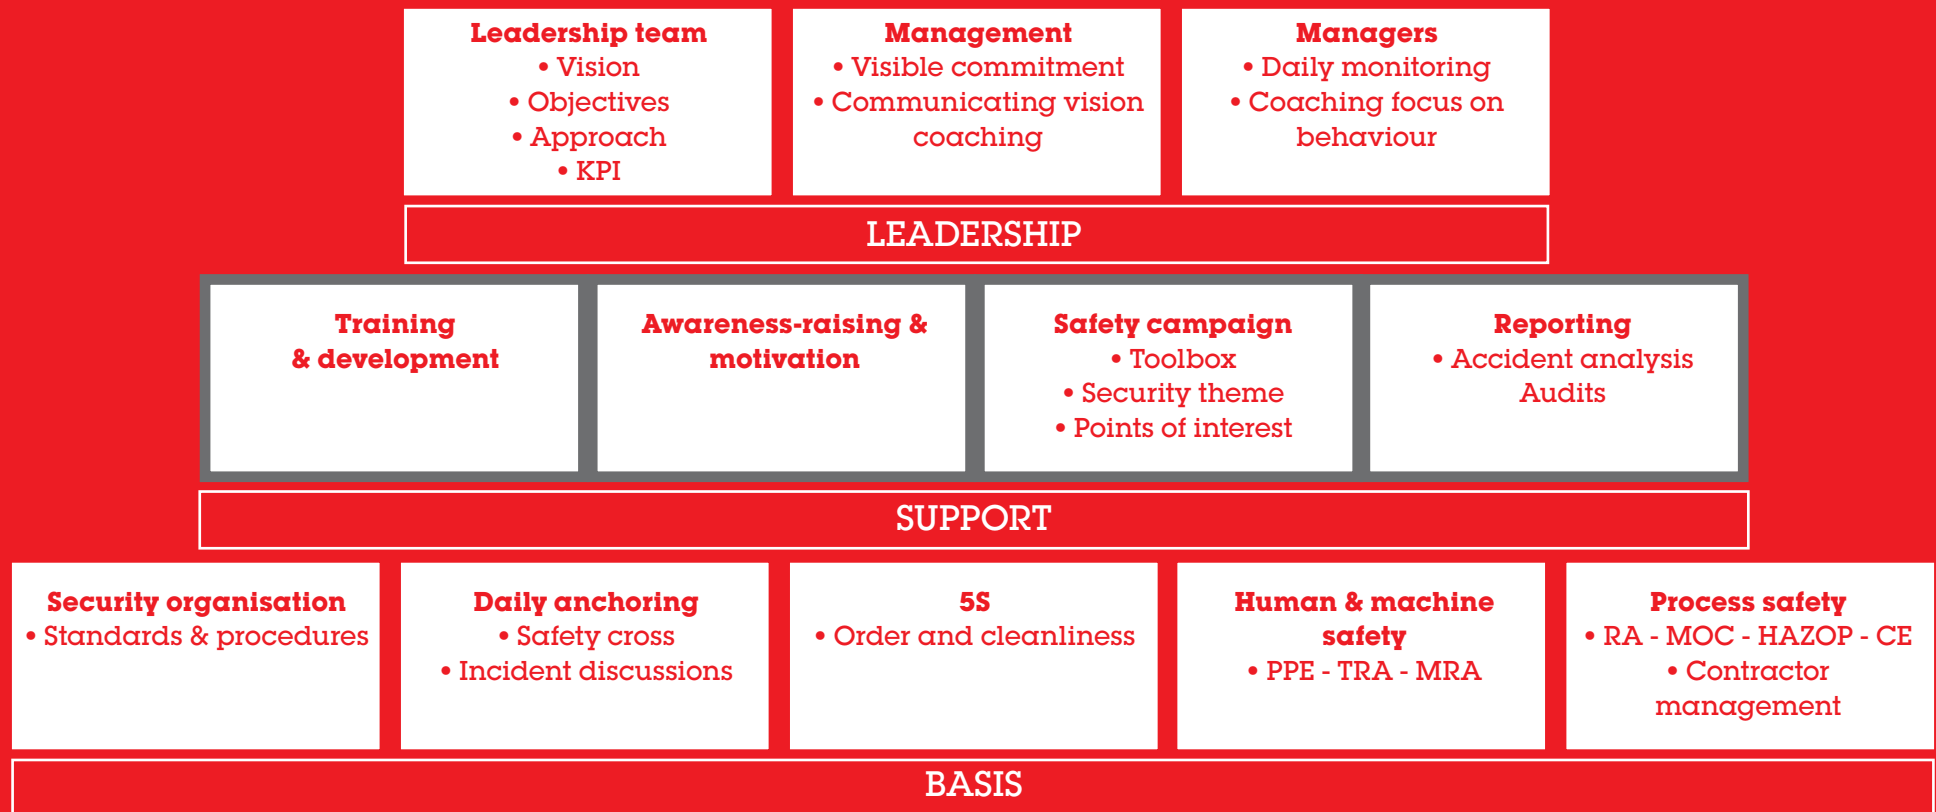 Leadership team
• Vision
• Objectives
• Approach
• KPI
Management
• Visible commitment
• Communicating vision
coaching
Managers
• Daily monitoring
• Coaching focus on
behaviour
LEADERSHIP
Training
& development
Awareness-raising &
motivation
Safety campaign
• Toolbox
• Security theme
• Points of interest
Reporting
• Accident analysis
Audits
SUPPORT
Security organisation
• Standards & procedures
Daily anchoring
• Safety cross
• Incident discussions
5S
• Order and cleanliness
Human & machine
safety
• PPE - TRA - MRA
Process safety
• RA - MOC - HAZOP - CE
• Contractor
management
BASIS